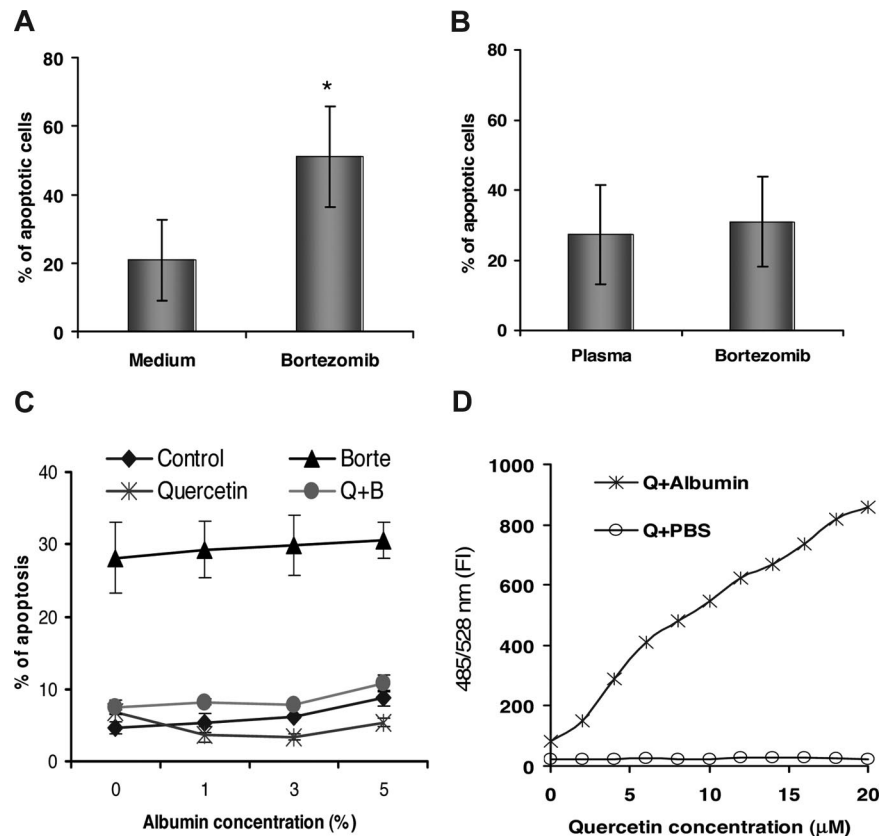 A
80
60
40
20
0
% of apoptotic cells
*
Medium Bortezomib
B
80
60
40
20
0
% of apoptotic cells
Plasma Bortezomib
C
Control Borte
Quercetin Q+B
40
30
20
10
0
% of apoptosis
0 1 3 5
Albumin concentration (%)
D
1000
800
600
400
200
0
485/528 nm (FI)
Q+Albumin
Q+PBS
0 5 10 15 20
Quercetin concentration (μM)